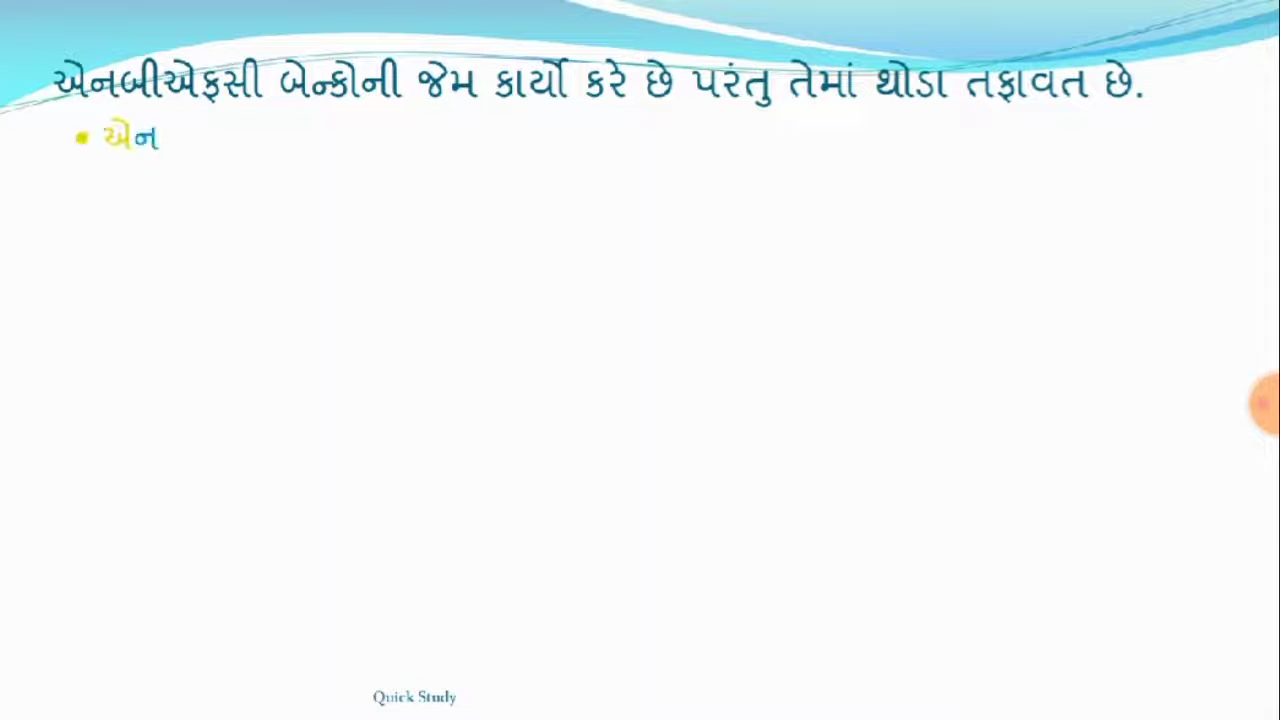 એનબીએફસી બેન્કોની જેમ કાર્યો કરે છે પરંતુ તેમાં થોડા તફાવત છે.
એન
Quick Study